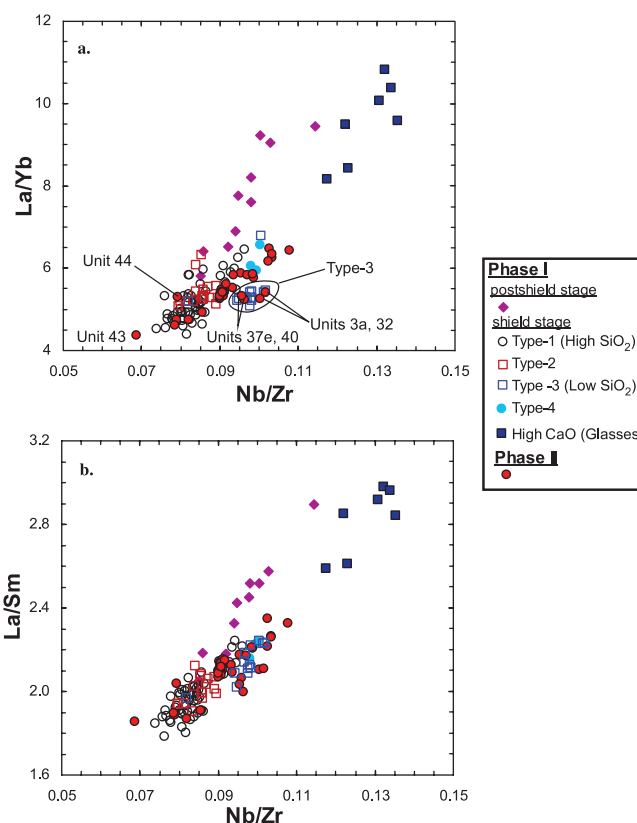 12
a.
10
La/Yb
8
Unit 44
Type-3
6
Unit 43
Units 37e, 40
Units 3a, 32
4
0.05 0.07 0.09 0.11 0.13 0.15
Nb/Zr
Phase I
postshield stage
shield stage
Type-1 (High SiO2)
Type-2
Type -3 (Low SiO2)
Type-4
High CaO (Glasses
Phase II
3.2
b.
2.8
La/Sm
2.4
2.0
1.6
0.05 0.07 0.09 0.11 0.13 0.15
Nb/Zr